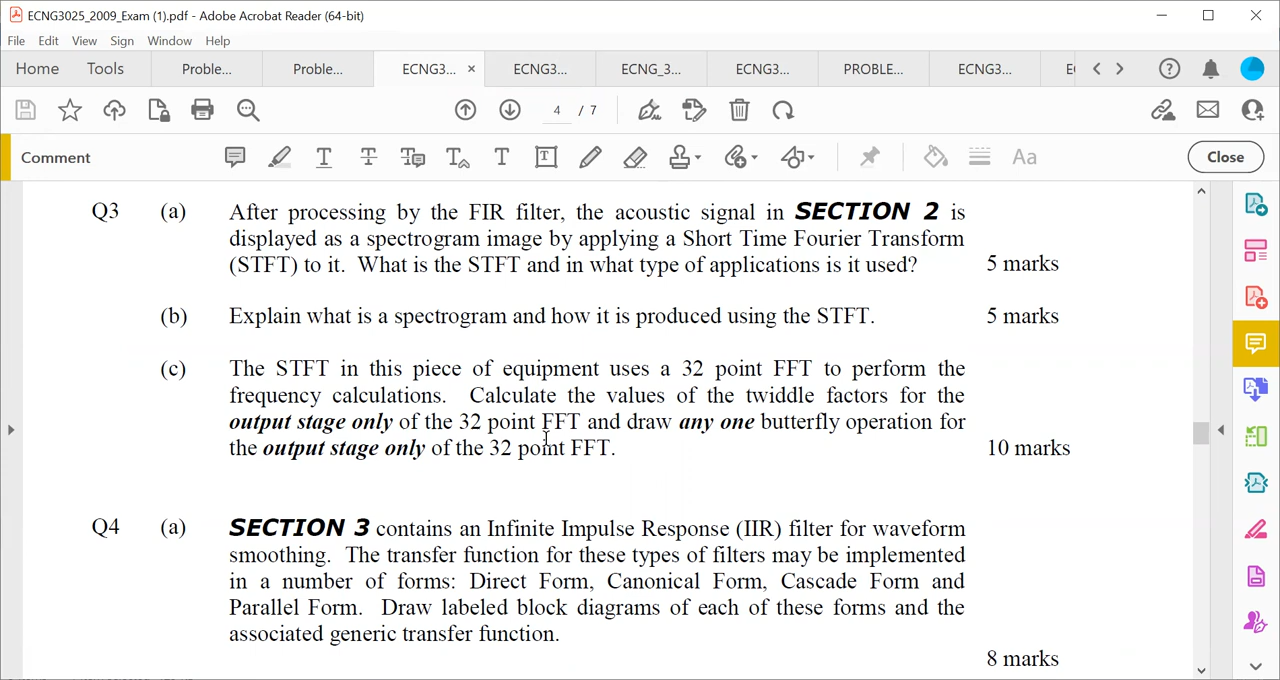 ECNG3025_2009_Exam (1).pdf - Adobe Acrobat Reader (64-bit)
File Edit View Sign Window Help
Home Tools Proble... Proble... ECNG3... × ECNG3... ECNG_3... ECNG3... PROBLE... ECNG3...
4 / 7
Comment Aa Close
Q3 (a) After processing by the FIR filter, the acoustic signal in SECTION 2 is
displayed as a spectrogram image by applying a Short Time Fourier Transform
(STFT) to it. What is the STFT and in what type of applications is it used? 5 marks
(b) Explain what is a spectrogram and how it is produced using the STFT. 5 marks
(c) The STFT in this piece of equipment uses a 32 point FFT to perform the
frequency calculations. Calculate the values of the twiddle factors for the
output stage only of the 32 point FFT and draw any one butterfly operation for
the output stage only of the 32 point FFT. 10 marks
Q4 (a) SECTION 3 contains an Infinite Impulse Response (IIR) filter for waveform
smoothing. The transfer function for these types of filters may be implemented
in a number of forms: Direct Form, Canonical Form, Cascade Form and
Parallel Form. Draw labeled block diagrams of each of these forms and the
associated generic transfer function.
8 marks